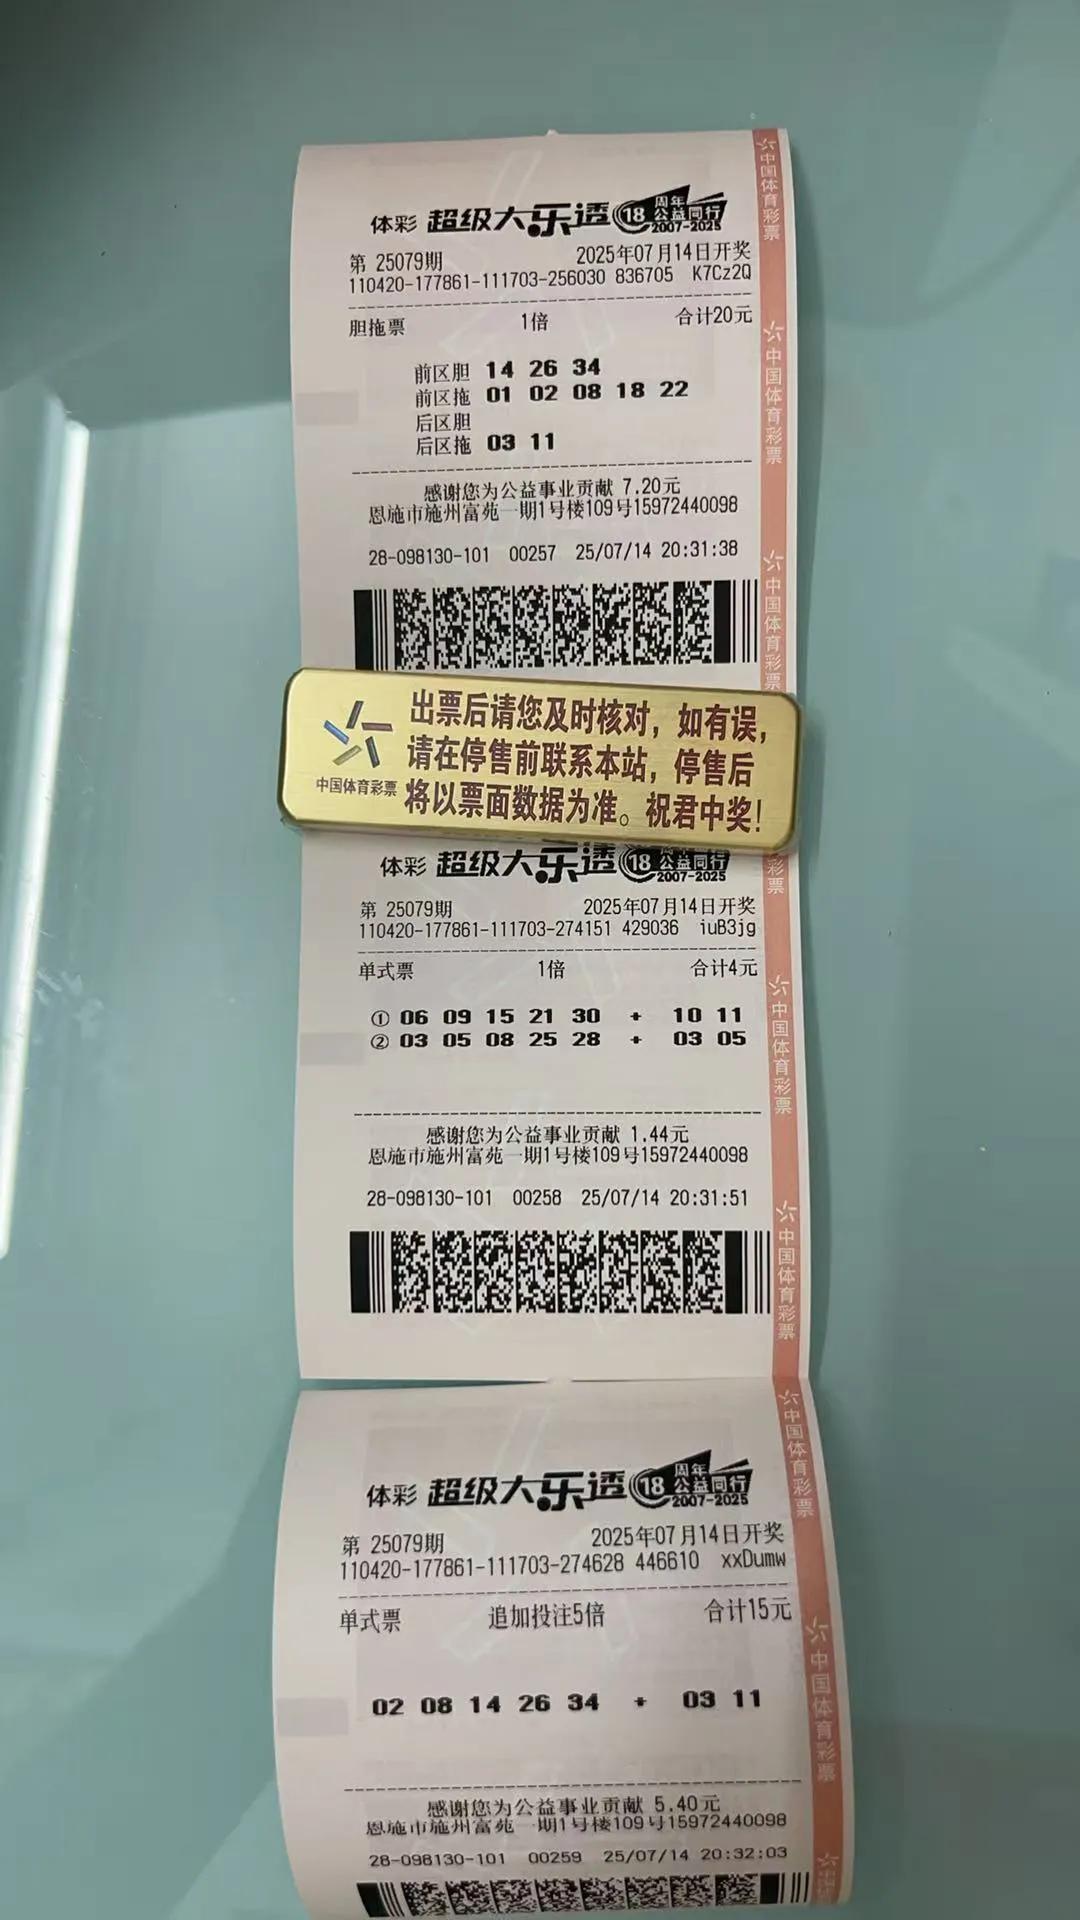 体彩 超级大乐透 18 周年 公益同行 2007-2025
第 25079期 2025年07月14日开奖
110420-177861-111703-256030 836705 K7Cz2Q
胆拖票 1倍 合计20元
前区胆 14 26 34
前区拖 01 02 08 18 22
后区胆
后区拖 03 11
感谢您为公益事业贡献 7.20元
恩施市施州富苑一期1号楼109号15972440098
28-098130-101 00257 25/07/14 20:31:38
中国体育彩票
中国体育彩票
中国体育彩票
出票后请您及时核对，如有误，
请在停售前联系本站，停售后
将以票面数据为准。祝君中奖！
中国体育彩票
体彩 超级大乐透 18 公益同行 2007-2025
第 25079期 2025年07月14日开奖
110420-177861-111703-274151 429036 iuB3jg
单式票 1倍 合计4元
① 06 09 15 21 30 + 10 11
② 03 05 08 25 28 + 03 05
感谢您为公益事业贡献 1.44元
恩施市施州富苑一期1号楼109号15972440098
28-098130-101 00258 25/07/14 20:31:51
彩票
中国体育彩票
中国体育彩票
体彩 超级大乐透 18 周年 公益同行 2007-2025
第 25079期 2025年07月14日开奖
110420-177861-111703-274628 446610 xxDumw
单式票 追加投注5倍 合计15元
02 08 14 26 34 + 03 11
感谢您为公益事业贡献 5.40元
恩施市施州富苑一期1号楼109号15972440098
28-098130-101 00259 25/07/14 20:32:03
中国体育彩票
中国体育彩票